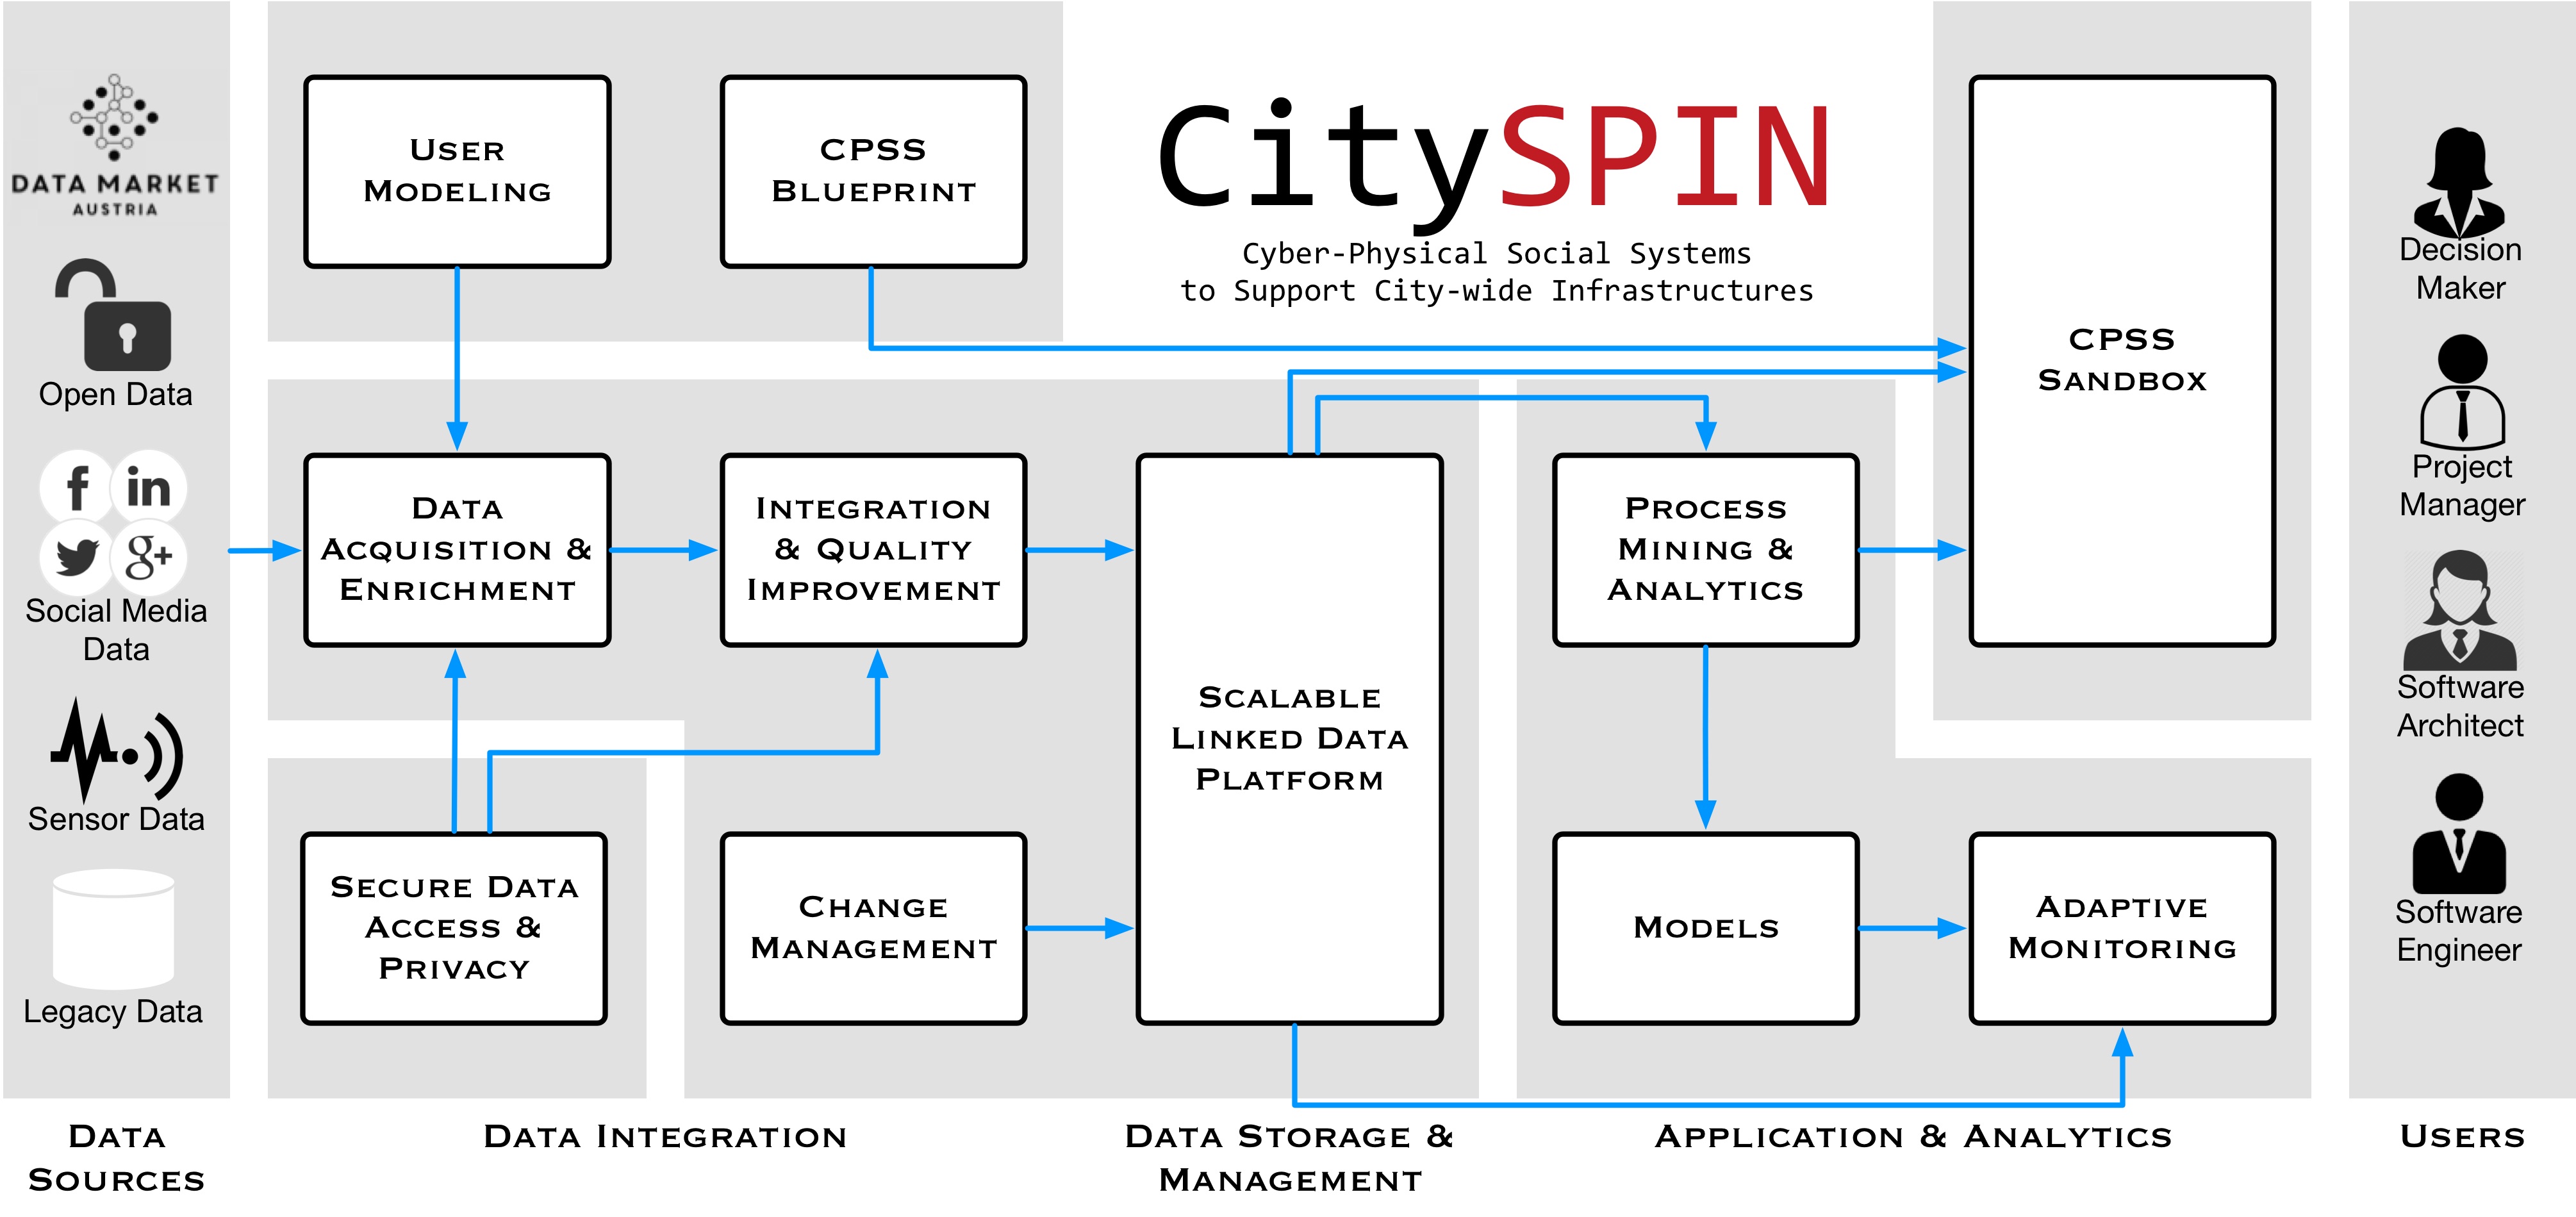 DATA MARKET
AUSTRIA
Open Data
f in
g+
Social Media
Data
Sensor Data
Legacy Data
DATA
SOURCES
USER
MODELING
CPSS
BLUEPRINT
CitySPIN
Cyber-Physical Social Systems
to Support City-wide Infrastructures
CPSS
SANDBOX
DATA
ACQUISITION &
ENRICHMENT
INTEGRATION
& QUALITY
IMPROVEMENT
SCALABLE
LINKED DATA
PLATFORM
PROCESS
MINING &
ANALYTICS
SECURE DATA
ACCESS &
PRIVACY
CHANGE
MANAGEMENT
MODELS
ADAPTIVE
MONITORING
DATA INTEGRATION
DATA STORAGE &
MANAGEMENT
APPLICATION & ANALYTICS
Decision
Maker
Project
Manager
Software
Architect
Software
Engineer
USERS